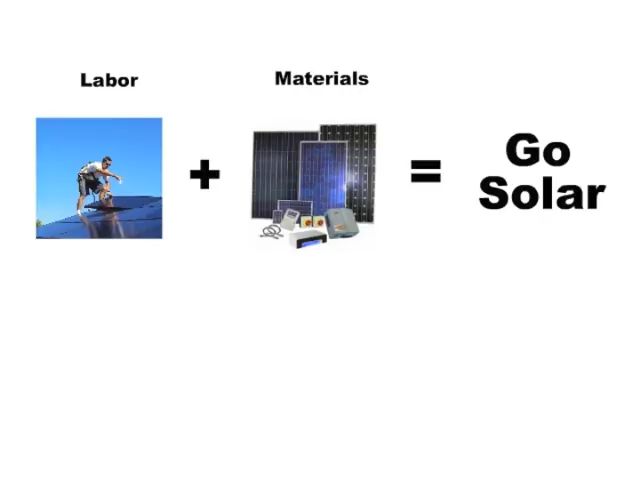 Labor
Materials
+
=
Go
Solar